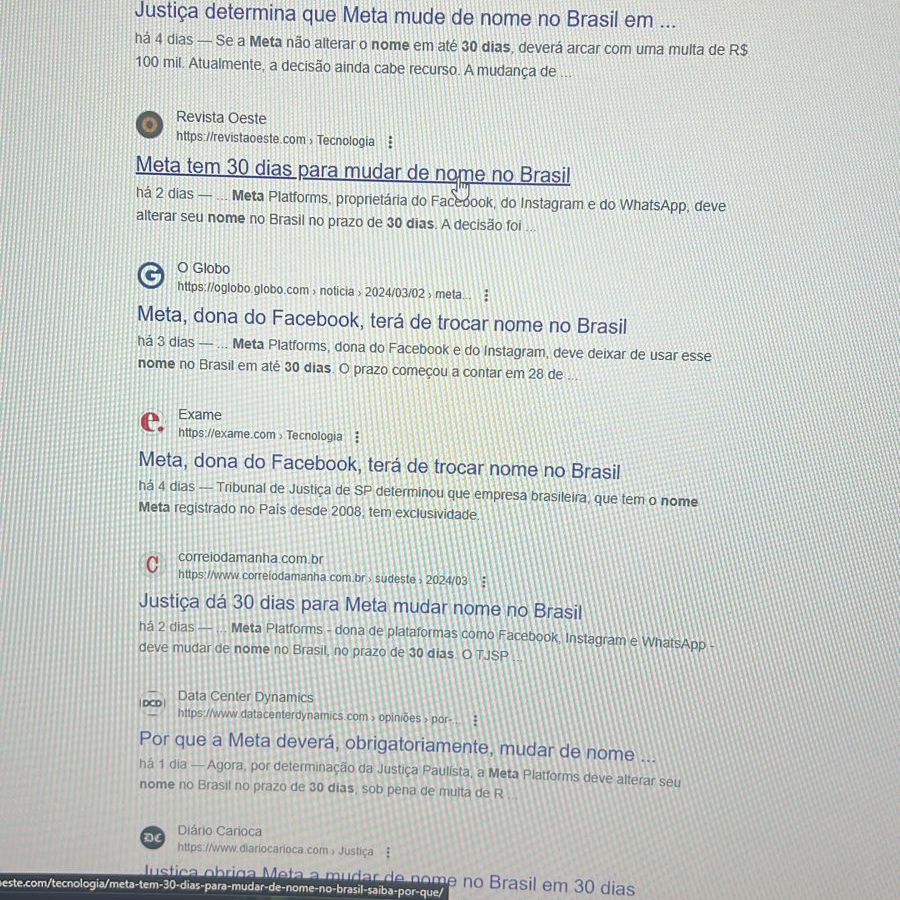 Justiça determina que Meta mude de nome no Brasil em ...
há 4 dias — Se a Meta não alterar o nome em até 30 dias, deverá arcar com uma multa de R$
100 mil. Atualmente, a decisão ainda cabe recurso. A mudança de ...
Revista Oeste
https://revistaoeste.com › Tecnologia
Meta tem 30 dias para mudar de nome no Brasil
há 2 dias — ... Meta Platforms, proprietária do Facebook, do Instagram e do WhatsApp, deve
alterar seu nome no Brasil no prazo de 30 dias. A decisão foi ...
G
O Globo
https://oglobo.globo.com › noticia › 2024/03/02 › meta...
Meta, dona do Facebook, terá de trocar nome no Brasil
há 3 dias — ... Meta Platforms, dona do Facebook e do Instagram, deve deixar de usar esse
nome no Brasil em até 30 dias. O prazo começou a contar em 28 de ...
e.
Exame
https://exame.com › Tecnologia
Meta, dona do Facebook, terá de trocar nome no Brasil
há 4 dias — Tribunal de Justiça de SP determinou que empresa brasileira, que tem o nome
Meta registrado no País desde 2008, tem exclusividade.
C
correiodamanha.com.br
https://www.correiodamanha.com.br › sudeste › 2024/03
Justiça dá 30 dias para Meta mudar nome no Brasil
há 2 dias — ... Meta Platforms - dona de plataformas como Facebook, Instagram e WhatsApp -
deve mudar de nome no Brasil, no prazo de 30 dias. O TJSP ...
DCD
Data Center Dynamics
https://www.datacenterdynamics.com › opiniões › por-...
Por que a Meta deverá, obrigatoriamente, mudar de nome ...
há 1 dia — Agora, por determinação da Justiça Paulista, a Meta Platforms deve alterar seu
nome no Brasil no prazo de 30 dias, sob pena de multa de R ...
DC
Diário Carioca
https://www.diariocarioca.com › Justiça
Justiça obriga Meta a mudar de nome no Brasil em 30 dias
este.com/tecnologia/meta-tem-30-dias-para-mudar-de-nome-no-brasil-saiba-por-que/